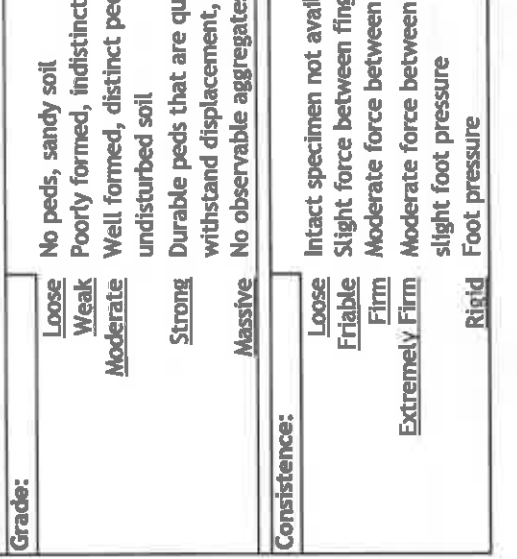 Grade:
Loose No peds, sandy soil
Weak Poorly formed, indistinct
Moderate Well formed, distinct
undisturbed soil
Strong Durable peds that are
withstand displacement,
Massive No observable
Consistence:
Loose Intact specimen not
Friable Slight force between
Firm Moderate force between
Extremely Firm Moderate force between
slight foot pressure
Rigid Foot pressure